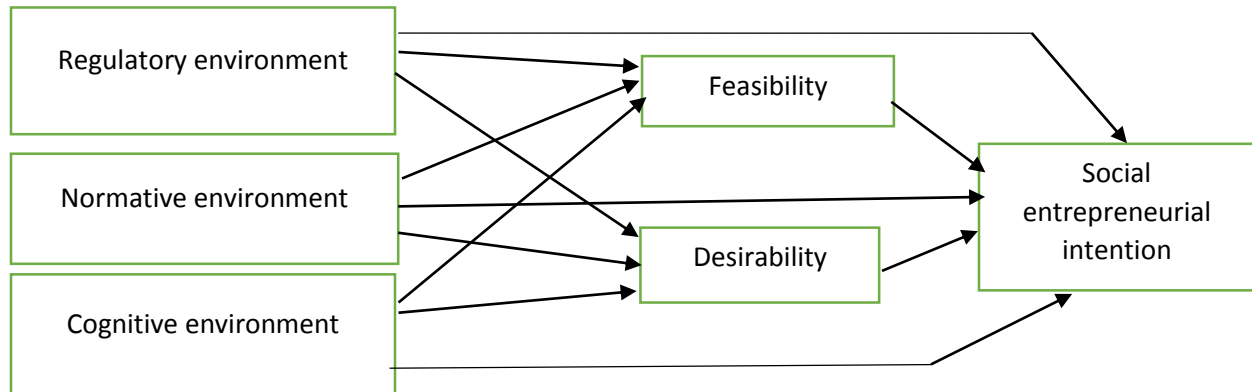 Regulatory environment
Feasibility
Normative environment
Social
entrepreneurial
intention
Desirability
Cognitive environment